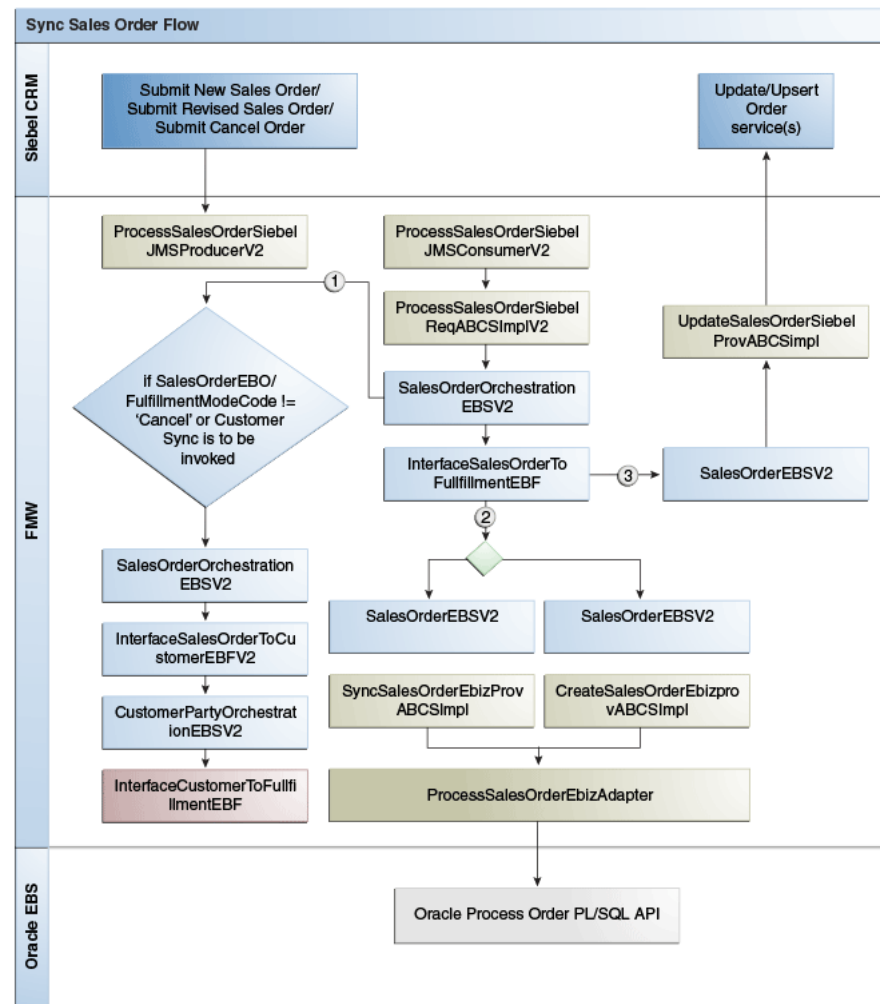 Sync Sales Order Flow
Siebel CRM
Submit New Sales Order/
Submit Revised Sales Order/
Submit Cancel Order
Update/Upsert
Order
service(s)
FMW
ProcessSalesOrderSiebel
JMSProducerV2
ProcessSalesOrderSiebel
JMSConsumerV2
1
ProcessSalesOrderSiebel
ReqABCSImplV2
UpdateSalesOrderSiebel
ProvABCSimpl
if SalesOrderEBO/
FulfillmentModeCode !=
‘Cancel’ or Customer
Sync is to be
invoked
SalesOrderOrchestration
EBSV2
InterfaceSalesOrderTo
FullfillmentEBF
3
SalesOrderEBSV2
2
SalesOrderOrchestration
EBSV2
SalesOrderEBSV2
SalesOrderEBSV2
InterfaceSalesOrderToCu
stomerEBFV2
SyncSalesOrderEbizProv
ABCSImpl
CreateSalesOrderEbizpro
vABCSImpl
CustomerPartyOrchestrat
ionEBSV2
InterfaceCustomerToFullfi
llmentEBF
ProcessSalesOrderEbizAdapter
Oracle EBS
Oracle Process Order PL/SQL API